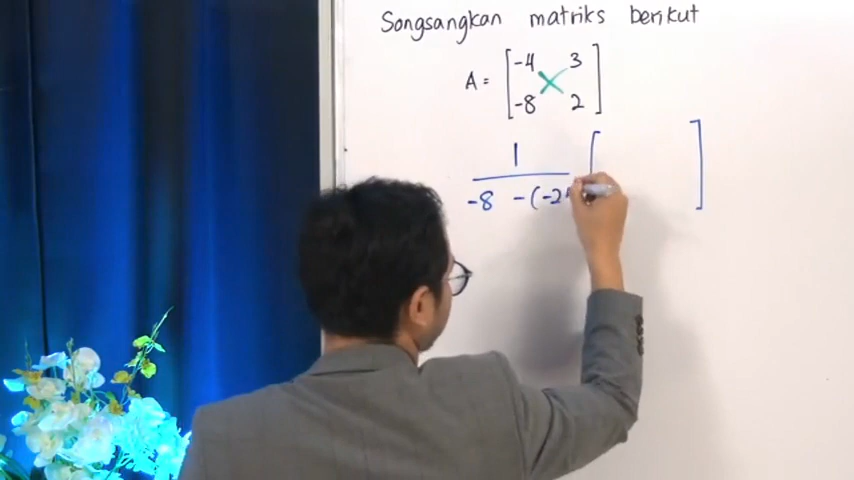 Songsangkan matriks berikut
A = [-4 3
-8 2]
1 [ ]
-8 -(-2